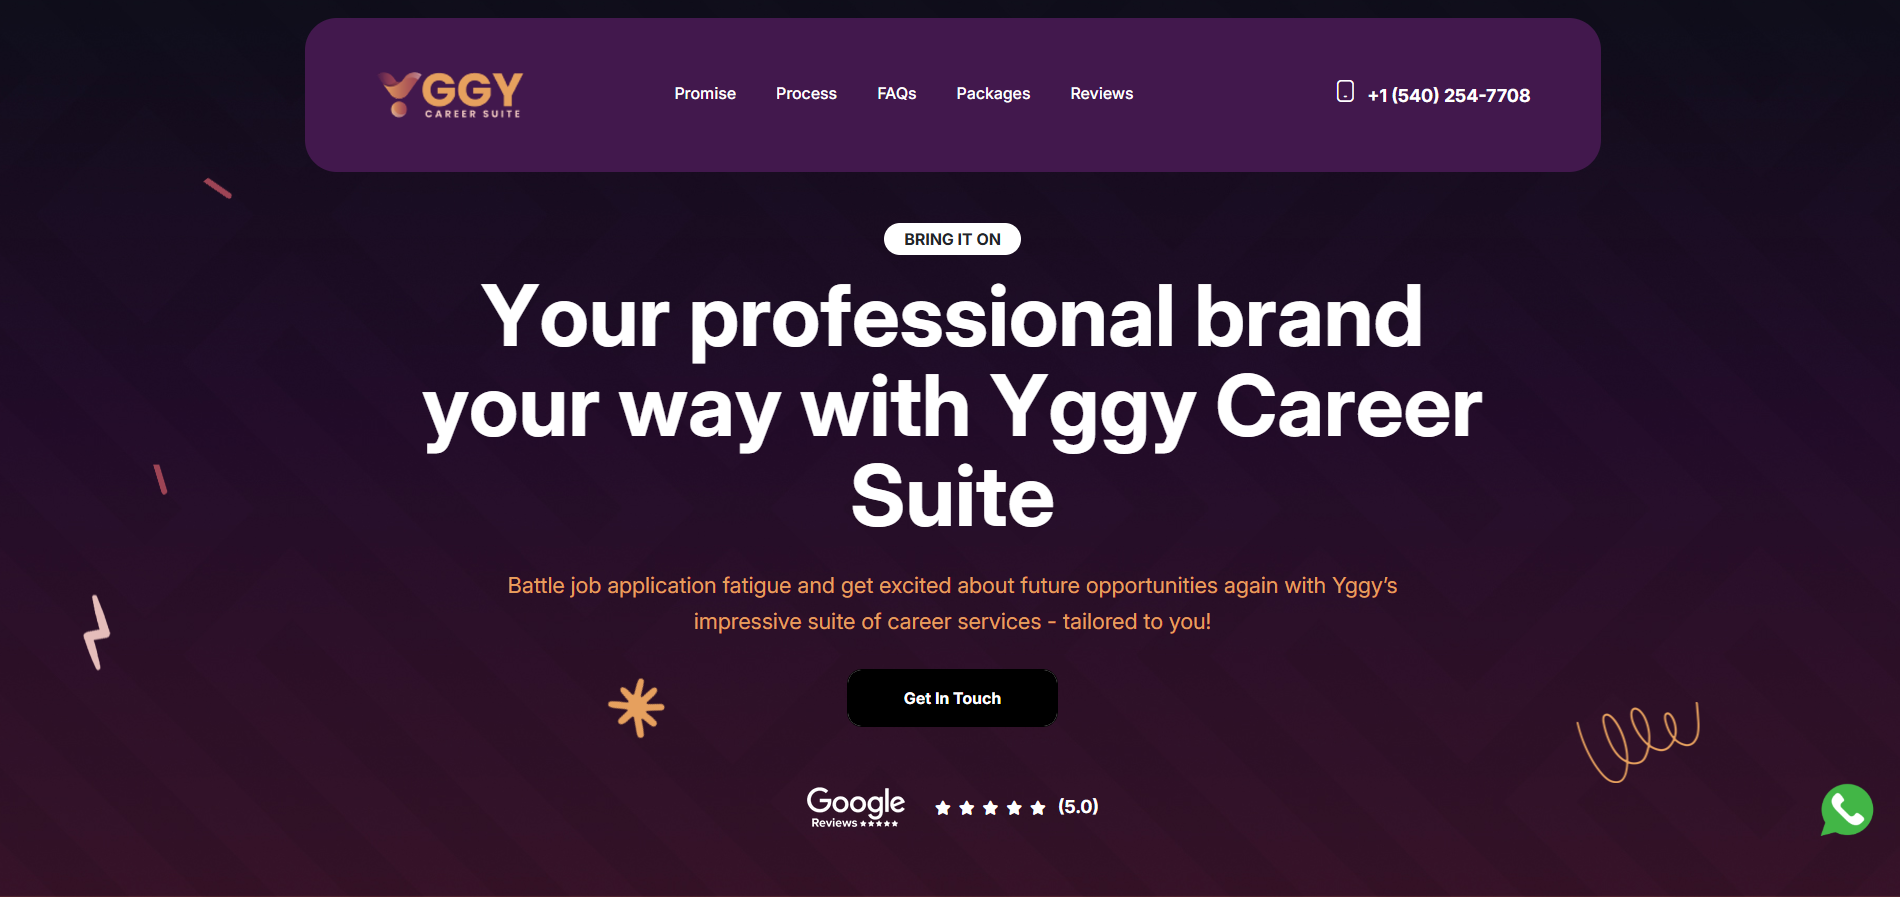 YGGY
CAREER SUITE
Promise
Process
FAQs
Packages
Reviews
+1 (540) 254-7708
BRING IT ON
Your professional brand
your way with Yggy Career
Suite
Battle job application fatigue and get excited about future opportunities again with Yggy’s
impressive suite of career services - tailored to you!
Get In Touch
Google
Reviews
(5.0)